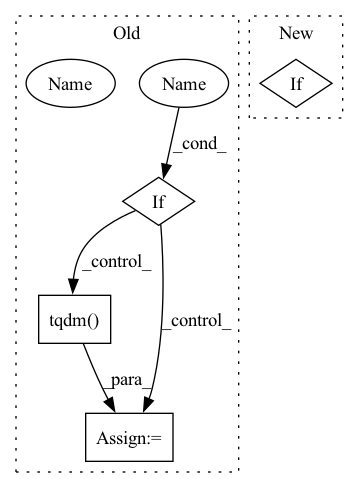 Old
New
Name
Name
If
_cond_
If
_control_
_control_
tqdm()
_para_
Assign:=